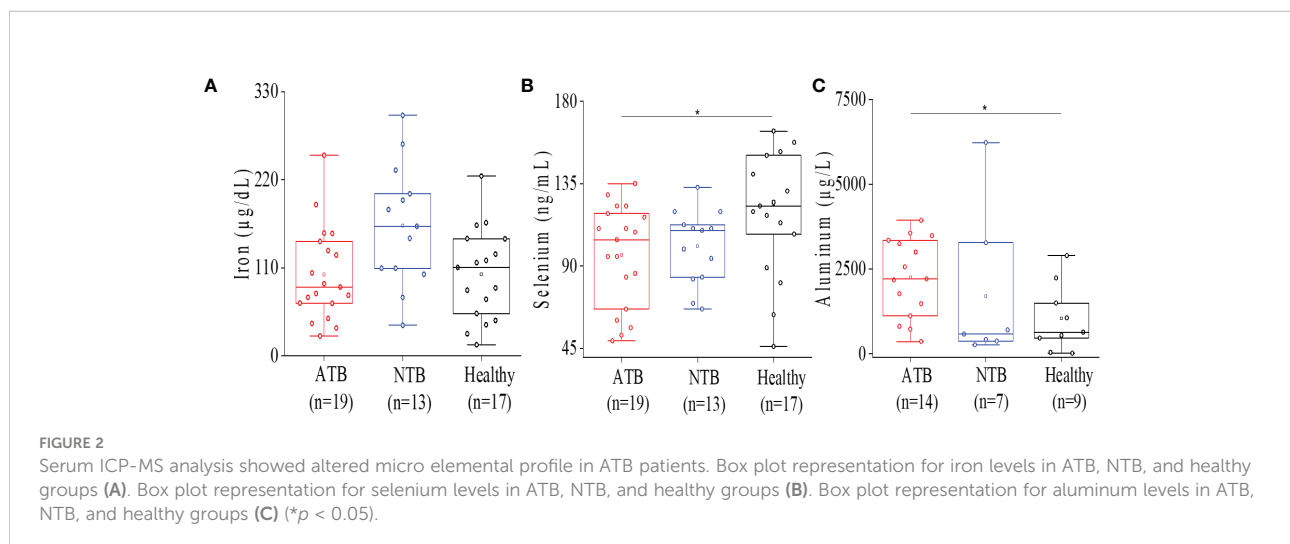 A
Iron (µg/dL)
330
220
110
0
ATB
NTB
Healthy
(n=19)
(n=13)
(n=17)
B
Selenium (ng/mL)
180
135
90
45
*
ATB
NTB
Healthy
(n=19)
(n=13)
(n=17)
C
Aluminum (µg/L)
7500
5000
2500
0
*
ATB
NTB
Healthy
(n=14)
(n=7)
(n=9)
FIGURE 2
Serum ICP-MS analysis showed altered micro elemental profile in ATB patients. Box plot representation for iron levels in ATB, NTB, and healthy
groups (A). Box plot representation for selenium levels in ATB, NTB, and healthy groups (B). Box plot representation for aluminum levels in ATB,
NTB, and healthy groups (C) (*p < 0.05).